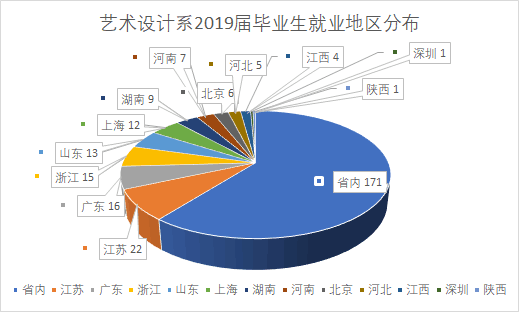 艺术设计系2019届毕业生就业地区分布
河南 7
河北 5
江西 4
深圳 1
北京 6
陕西 1
湖南 9
上海 12
山东 13
浙江 15
省内 171
广东 16
江苏 22
省内 江苏 广东 浙江 山东 上海 湖南 河南 北京 河北 江西 深圳 陕西